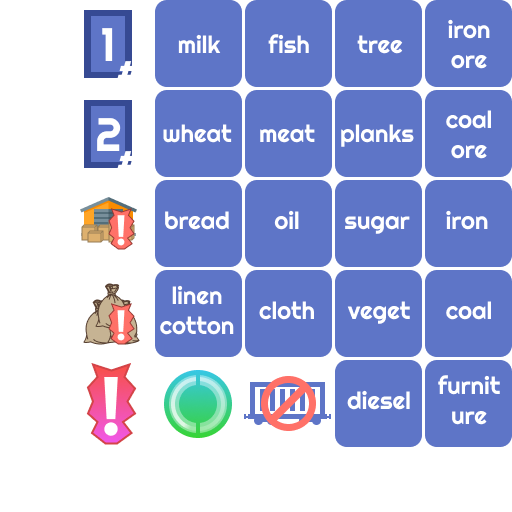 1 #
milk
fish
tree
iron
ore
2 #
wheat
meat
planks
coal
ore
!
bread
oil
sugar
iron
!
linen
cotton
cloth
veget
coal
!
diesel
furnit
ure